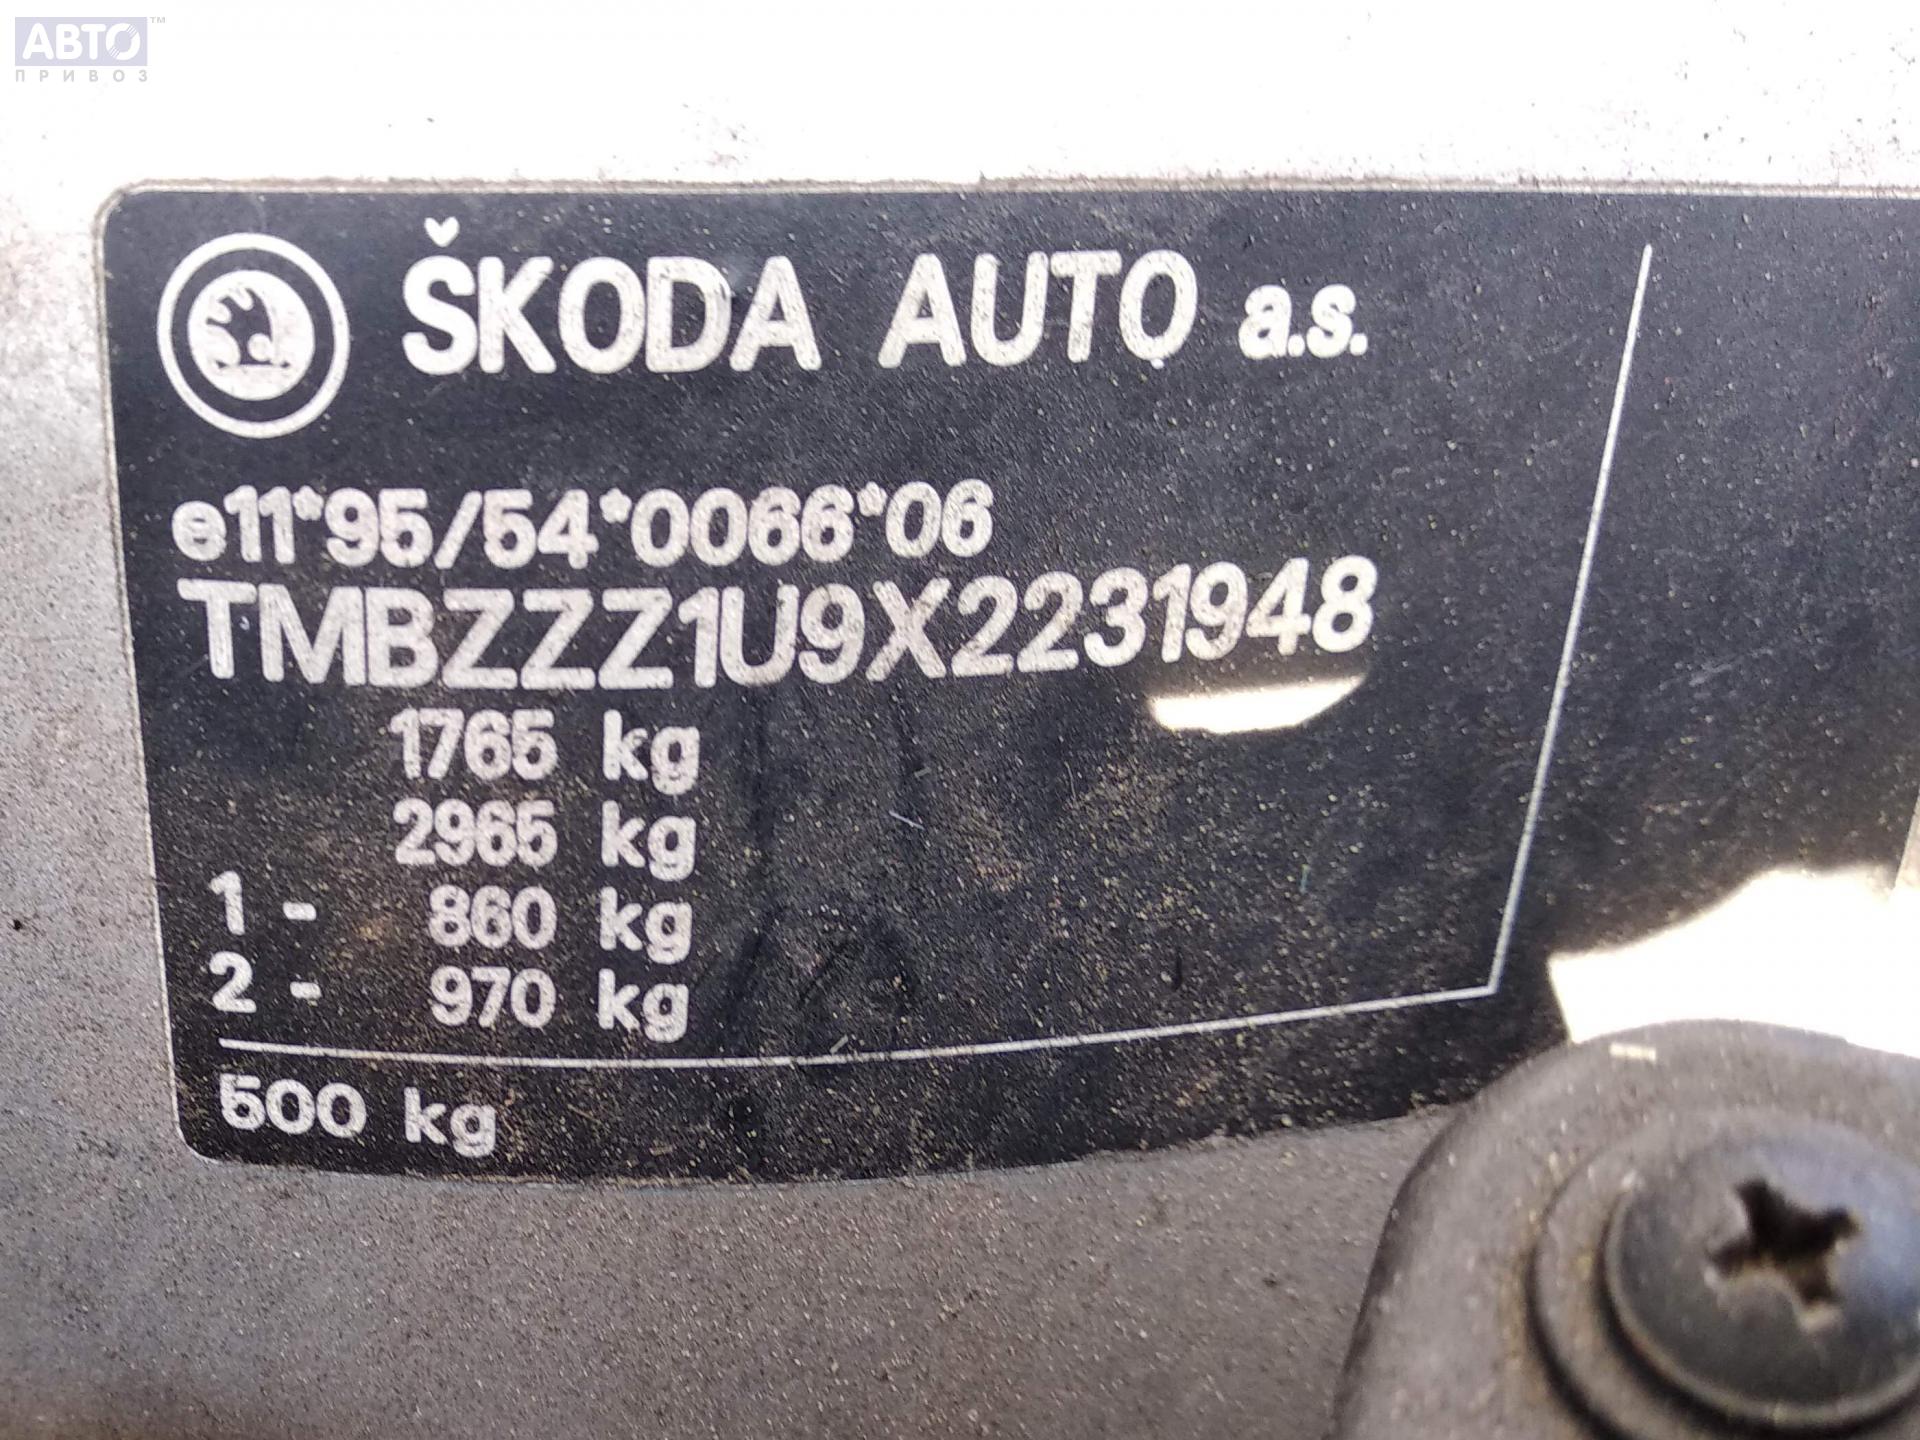 АВТО™
ПРИВОЗ
ŠKODA AUTO a.s.
e11*95/54*0066*06
TMBZZZ1U9X2231948
1765 kg
2965 kg
1 - 860 kg
2 - 970 kg
500 kg